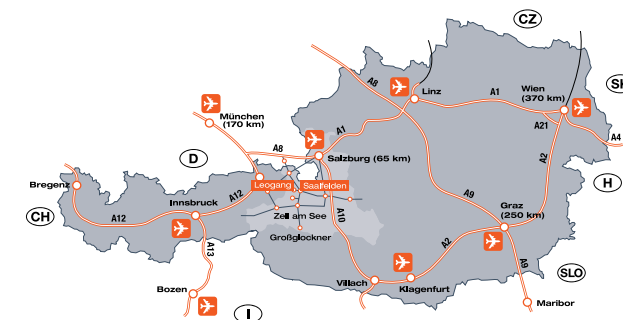 CZ
A8
Linz
A1
Wien
(370 km)
SK
A21
A4
München
(170 km)
A8
A1
Salzburg (65 km)
D
A2
H
Bregenz
Leogang
Saalfelden
A12
Innsbruck
A9
CH
A12
Zell am See
A10
Graz
(250 km)
Großglockner
A13
A2
A9
SLO
Villach
Klagenfurt
Bozen
Maribor
I